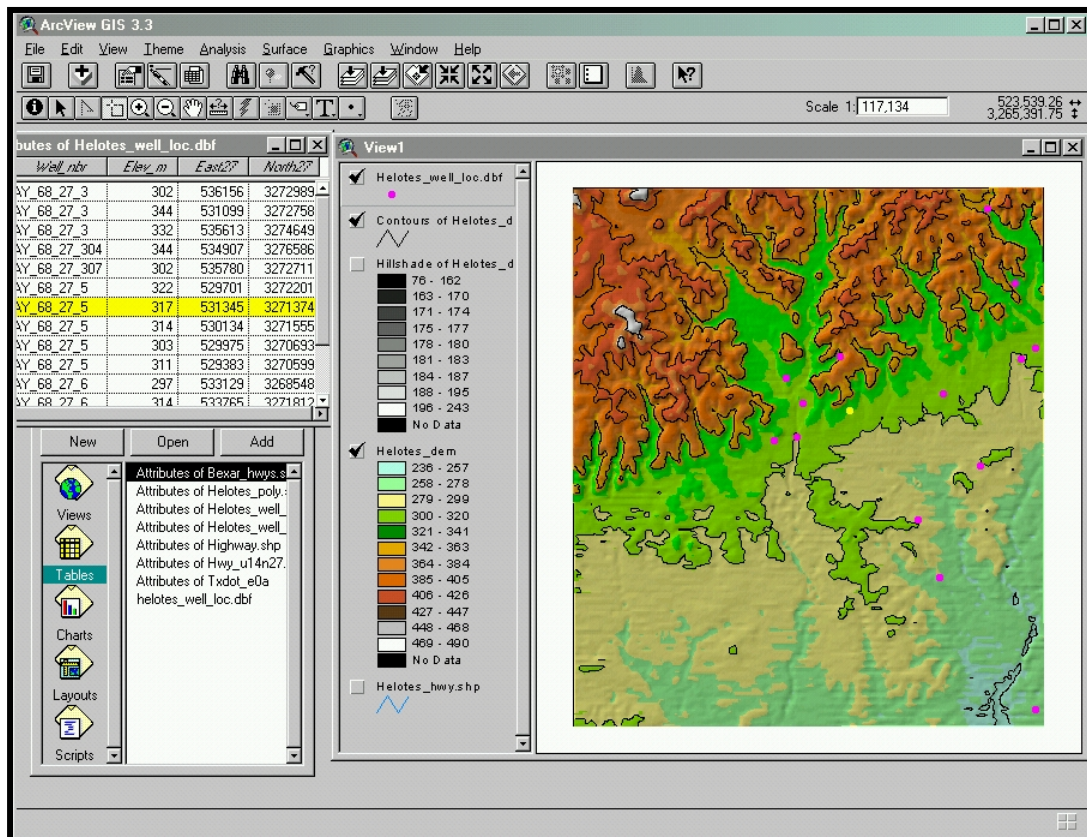 ArcView GIS 3.3
File Edit View Theme Analysis Surface Graphics Window Help
Scale 1: 117,134
523,539.26
3,265,391.75
butes of Helotes_well_loc.dbf
Well_nbr Elev_m East27 North27
AY_68_27_3 302 536156 3272989
AY_68_27_3 344 531099 3272758
AY_68_27_3 332 535613 3274649
AY_68_27_304 344 534907 3276586
AY_68_27_307 302 535780 3272711
AY_68_27_5 322 529701 3272201
AY_68_27_5 317 531345 3271374
AY_68_27_5 314 530134 3271555
AY_68_27_5 303 529975 3270693
AY_68_27_5 311 529383 3270599
AY_68_27_6 297 533129 3268548
AY_68_27_6 314 533765 3271812
New Open Add
Views
Tables
Charts
Layouts
Scripts
Attributes of Bexar_hwys.s
Attributes of Helotes_poly.
Attributes of Helotes_well_
Attributes of Helotes_well_
Attributes of Highway.shp
Attributes of Hwy_u14n27.
Attributes of Txdot_e0a
helotes_well_loc.dbf
View1
Helotes_well_loc.dbf
Contours of Helotes_d
Hillshade of Helotes_d
76 - 162
163 - 170
171 - 174
175 - 177
178 - 180
181 - 183
184 - 187
188 - 195
196 - 243
No Data
Helotes_dem
236 - 257
258 - 278
279 - 299
300 - 320
321 - 341
342 - 363
364 - 384
385 - 405
406 - 426
427 - 447
448 - 468
469 - 490
No Data
Helotes_hwy.shp